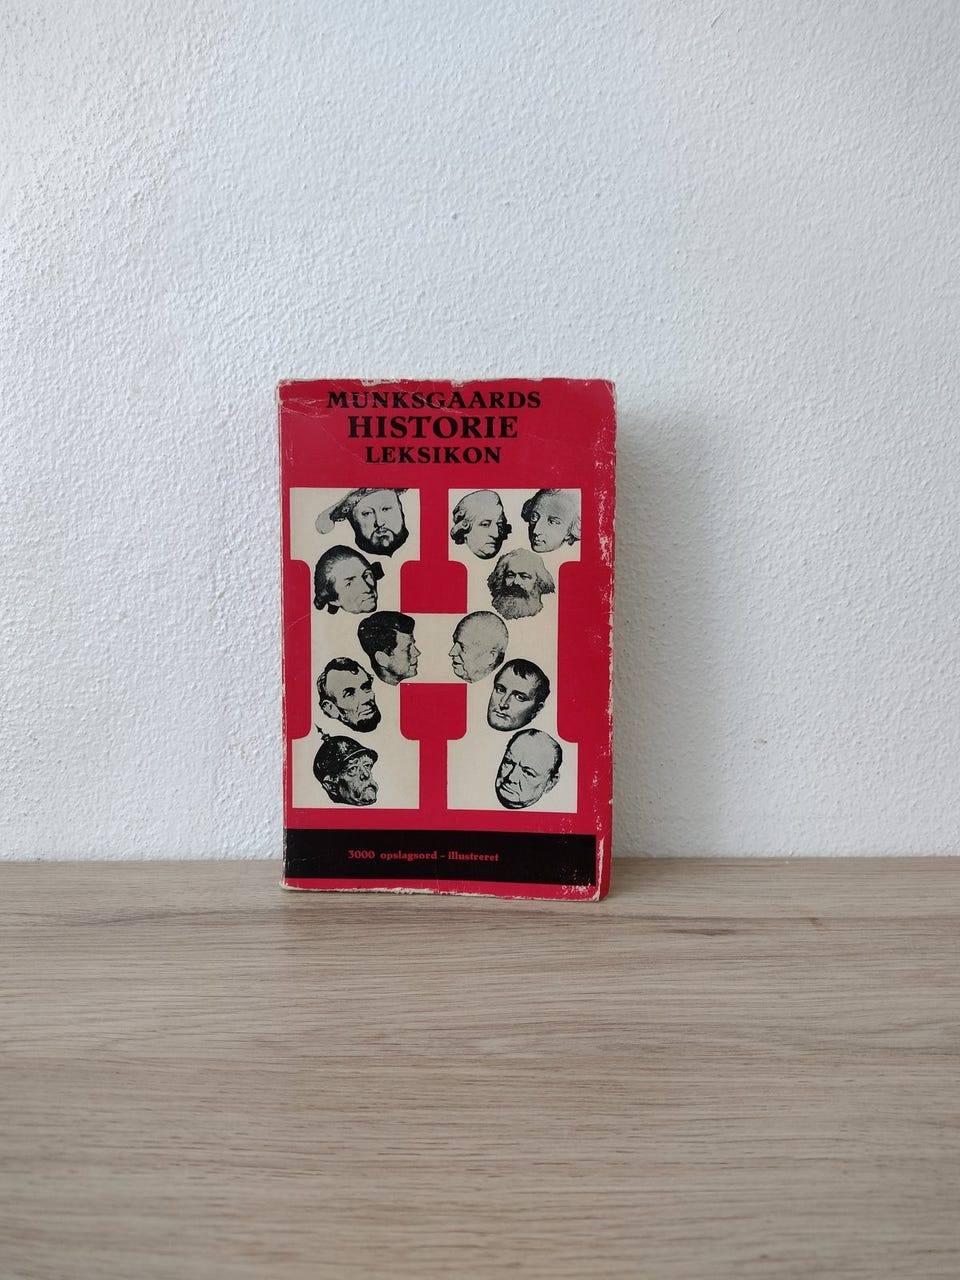 MUNKSGAARDS
HISTORIE
LEKSIKON
3000 opslagsord – illustreret